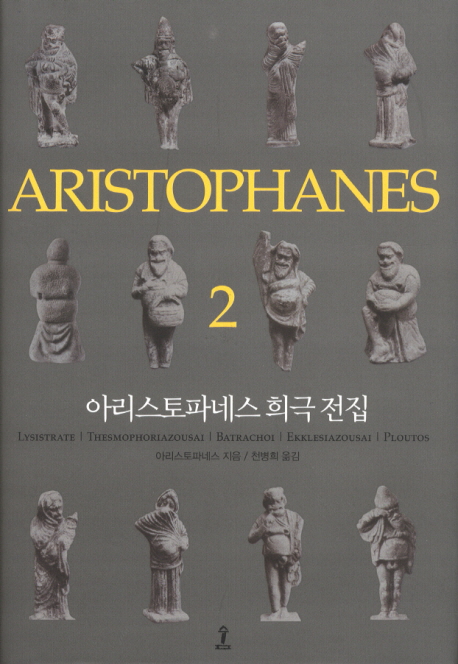 ARISTOPHANES
2
아리스토파네스 희극 전집
LYSISTRATE | THESMOPHORIAZOUSAI | BATRACHOI | EKKLESIAZOUSAI | PLOUTOS
아리스토파네스 지음 / 천병희 옮김